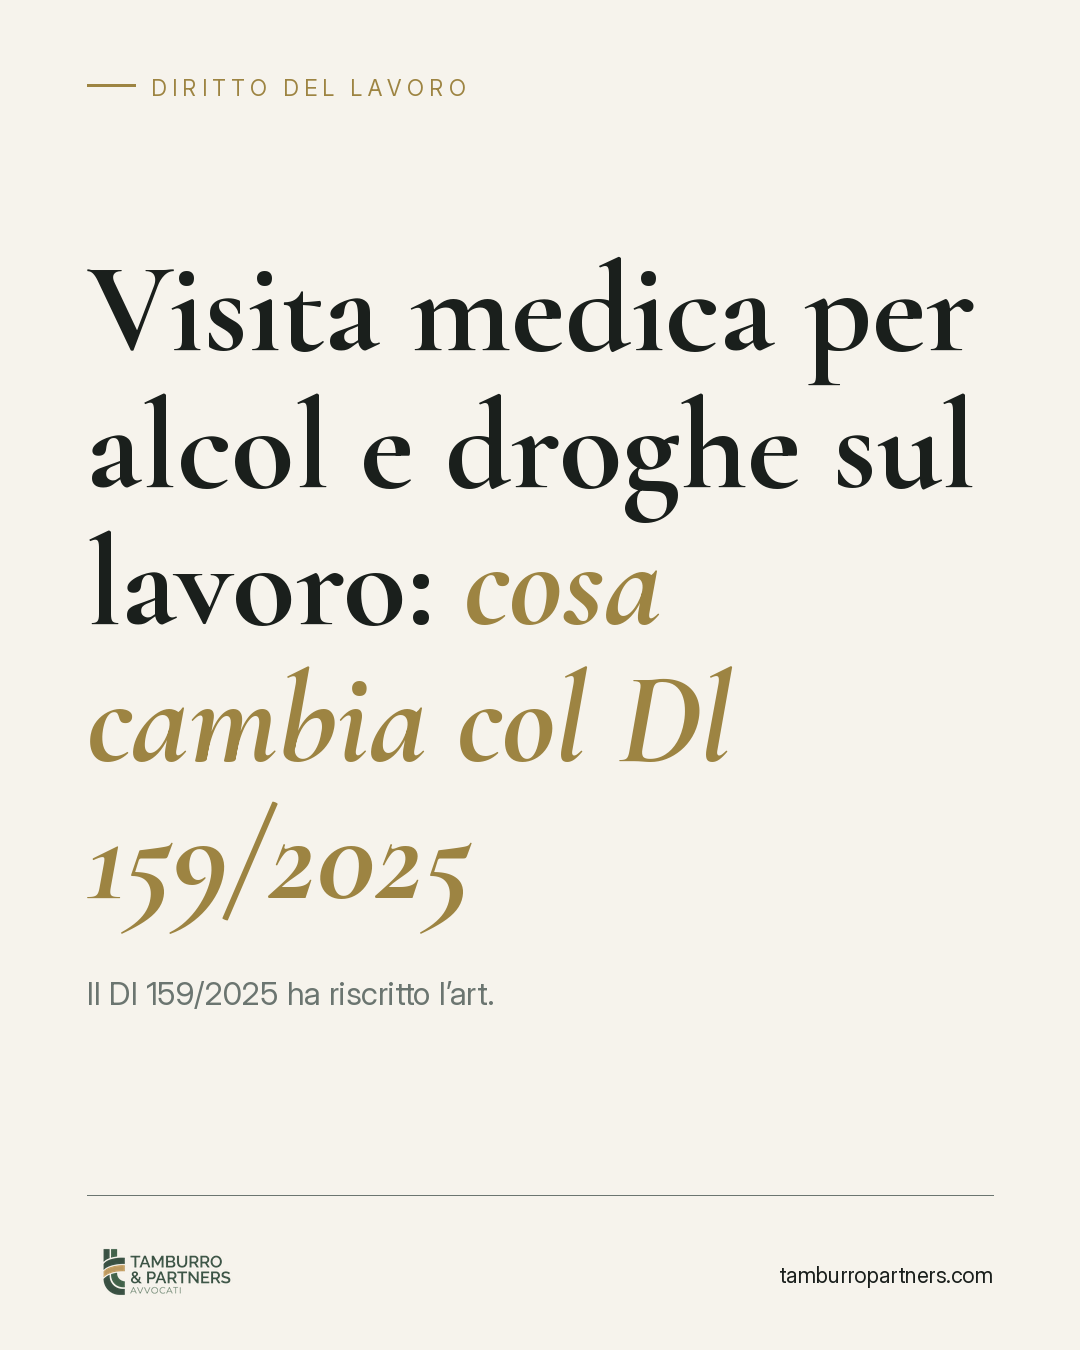 DIRITTO DEL LAVORO
Visita medica per
alcol e droghe sul
lavoro: cosa
cambia col Dl
159/2025
Il Dl 159/2025 ha riscritto l’art.
TAMBURRO
& PARTNERS
AVVOCATI
tamburropartners.com